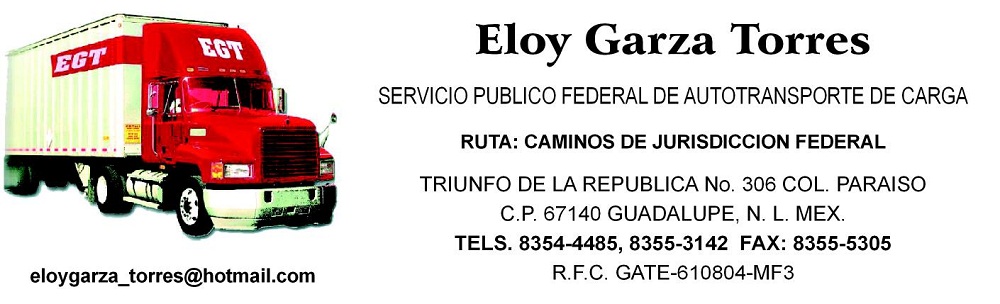 EGT
EGT
eloygarza_torres@hotmail.com
Eloy Garza Torres
SERVICIO PUBLICO FEDERAL DE AUTOTRANSPORTE DE CARGA
RUTA: CAMINOS DE JURISDICCION FEDERAL
TRIUNFO DE LA REPUBLICA No. 306 COL. PARAISO
C.P. 67140 GUADALUPE, N. L. MEX.
TELS. 8354-4485, 8355-3142 FAX: 8355-5305
R.F.C. GATE-610804-MF3